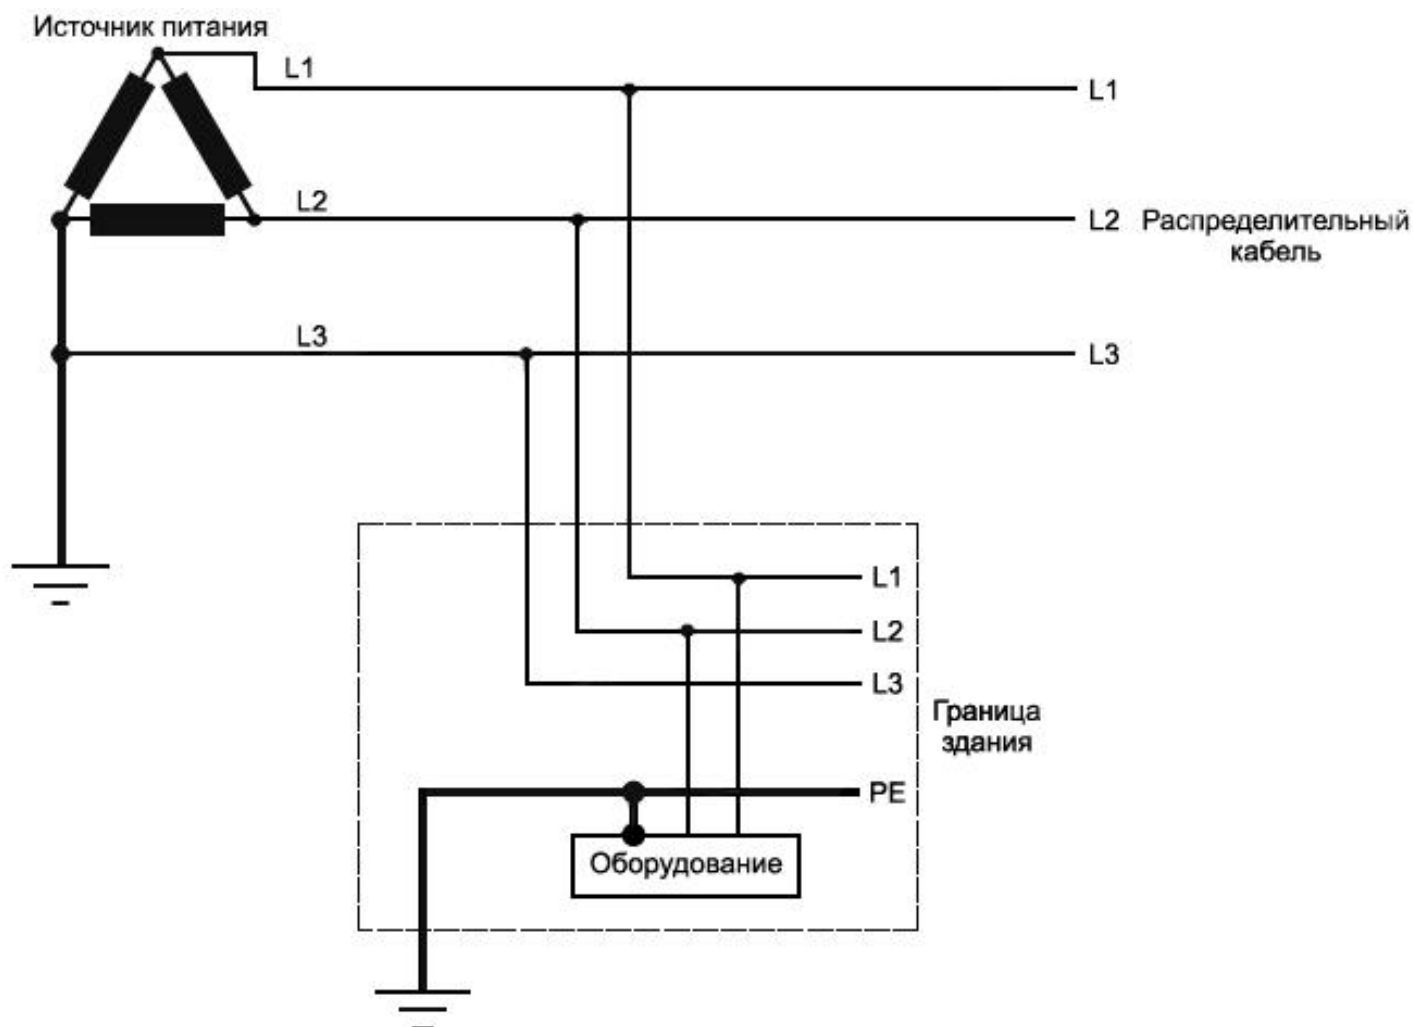 Источник питания
L1
L1
L2
L2
Распределительный
кабель
L3
L3
L1
L2
L3
Граница
здания
PE
Оборудование